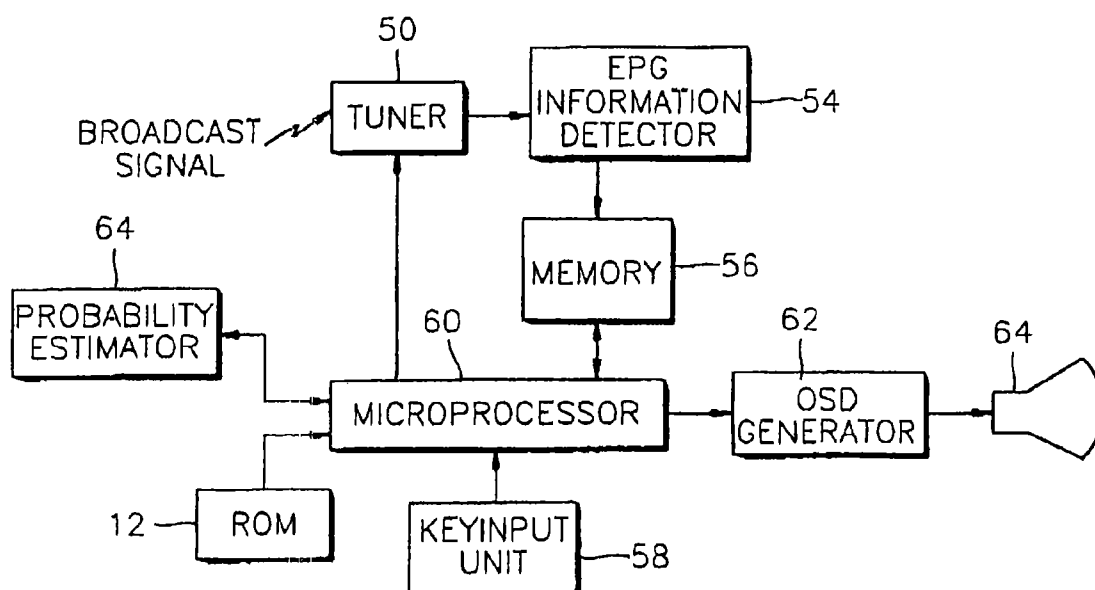 50
TUNER
EPG
INFORMATION
DETECTOR
54
BROADCAST
SIGNAL
64
PROBABILITY
ESTIMATOR
MEMORY
56
60
MICROPROCESSOR
62
OSD
GENERATOR
64
12
ROM
KEYINPUT
UNIT
58